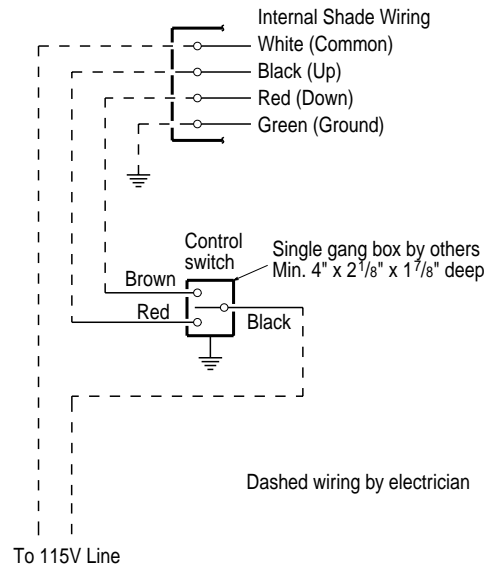 Internal Shade Wiring
White (Common)
Black (Up)
Red (Down)
Green (Ground)
Control
switch
Single gang box by others
Min. 4" x 2 1/8" x 1 7/8" deep
Brown
Red
Black
Dashed wiring by electrician
To 115V Line